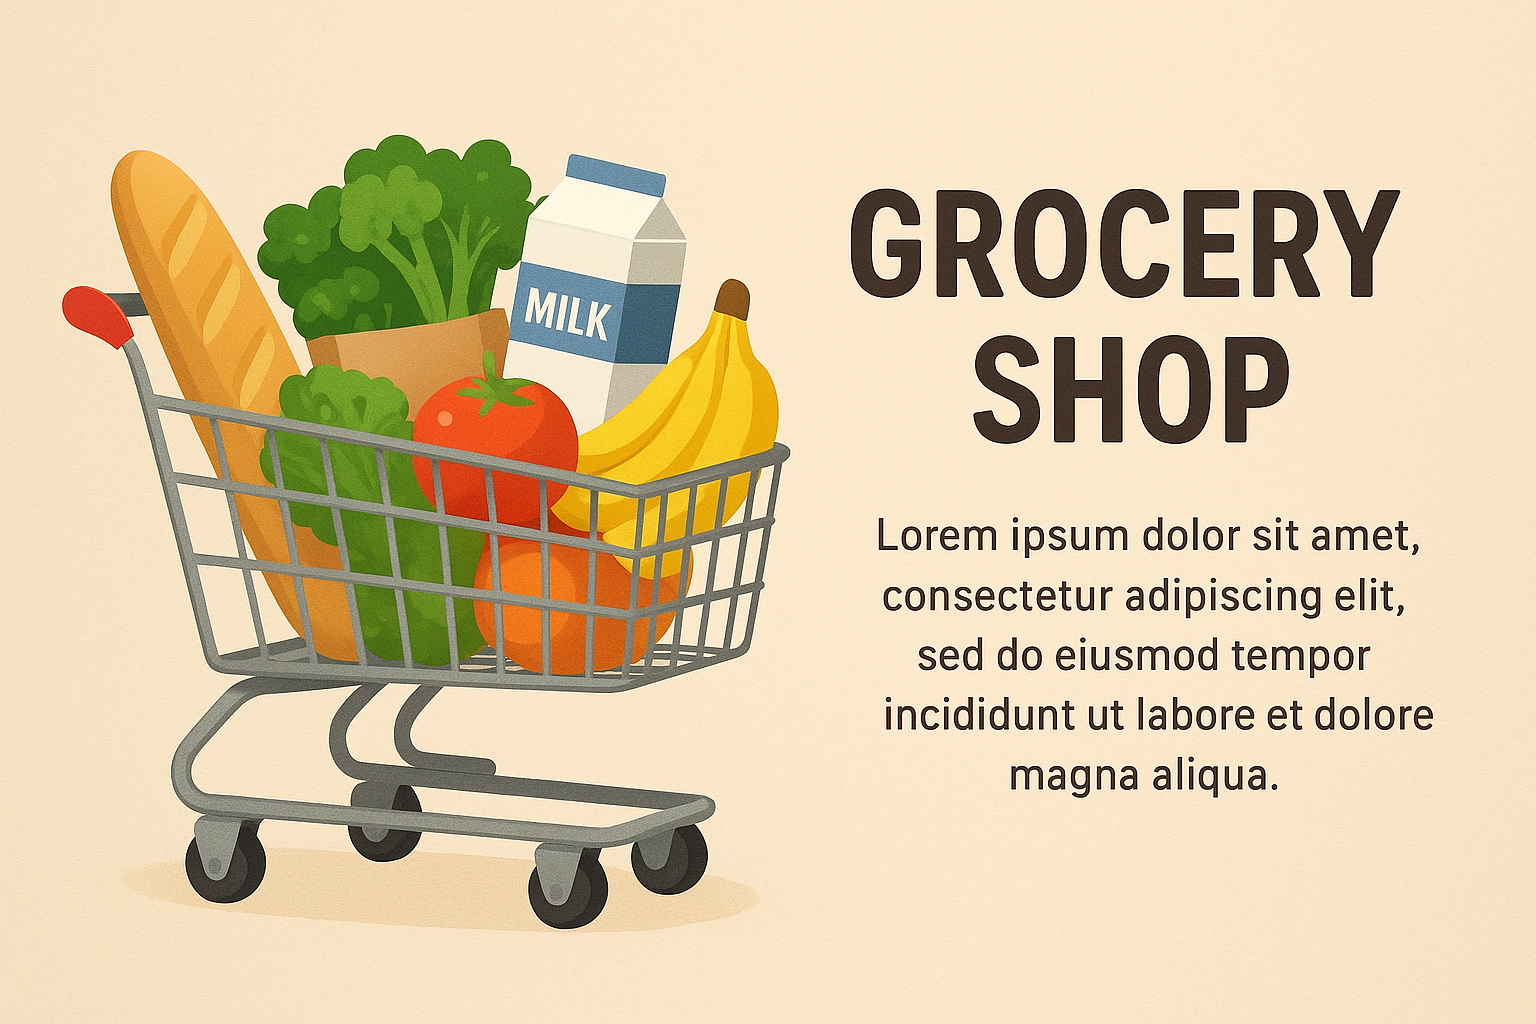 MILK
GROCERY
SHOP
Lorem ipsum dolor sit amet,
consectetur adipiscing elit,
sed do eiusmod tempor
incididunt ut labore et dolore
magna aliqua.